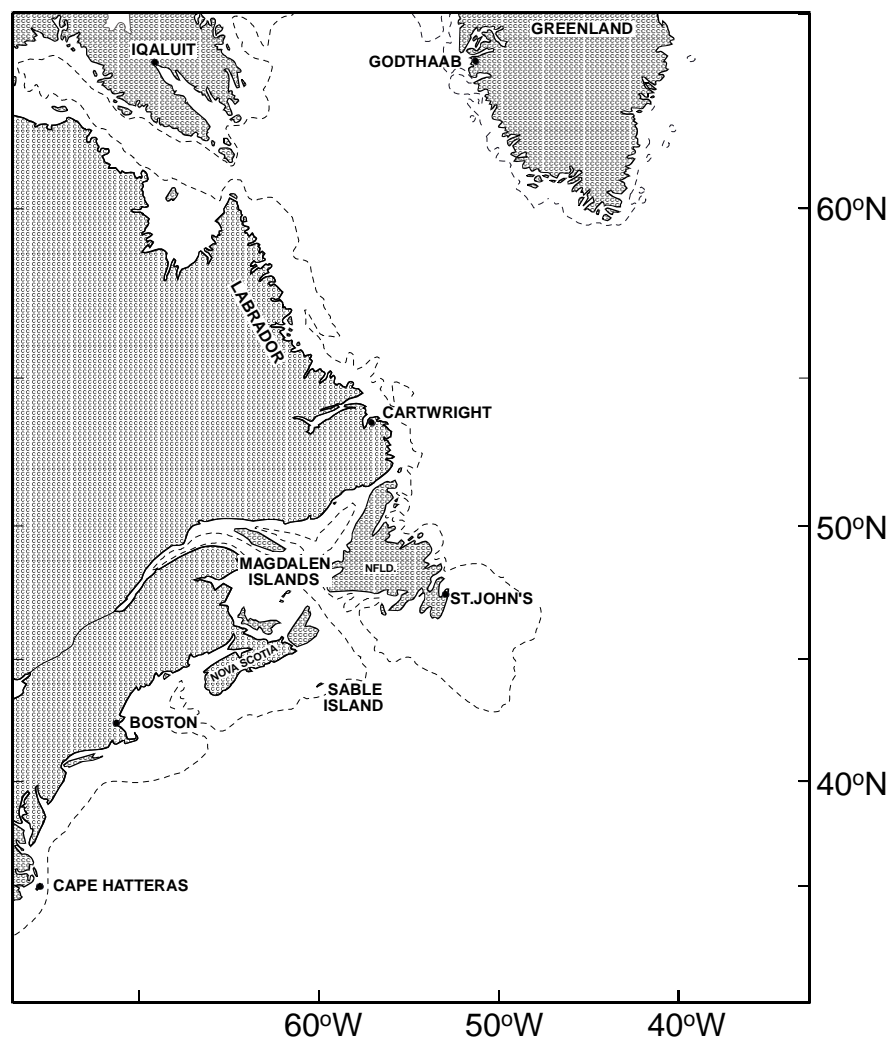 GREENLAND
IQALUIT
GODTHAAB
60°N
LABRADOR
CARTWRIGHT
50°N
MAGDALEN
ISLANDS
NFLD.
ST.JOHN'S
NOVA SCOTIA
SABLE
ISLAND
BOSTON
40°N
CAPE HATTERAS
60°W
50°W
40°W